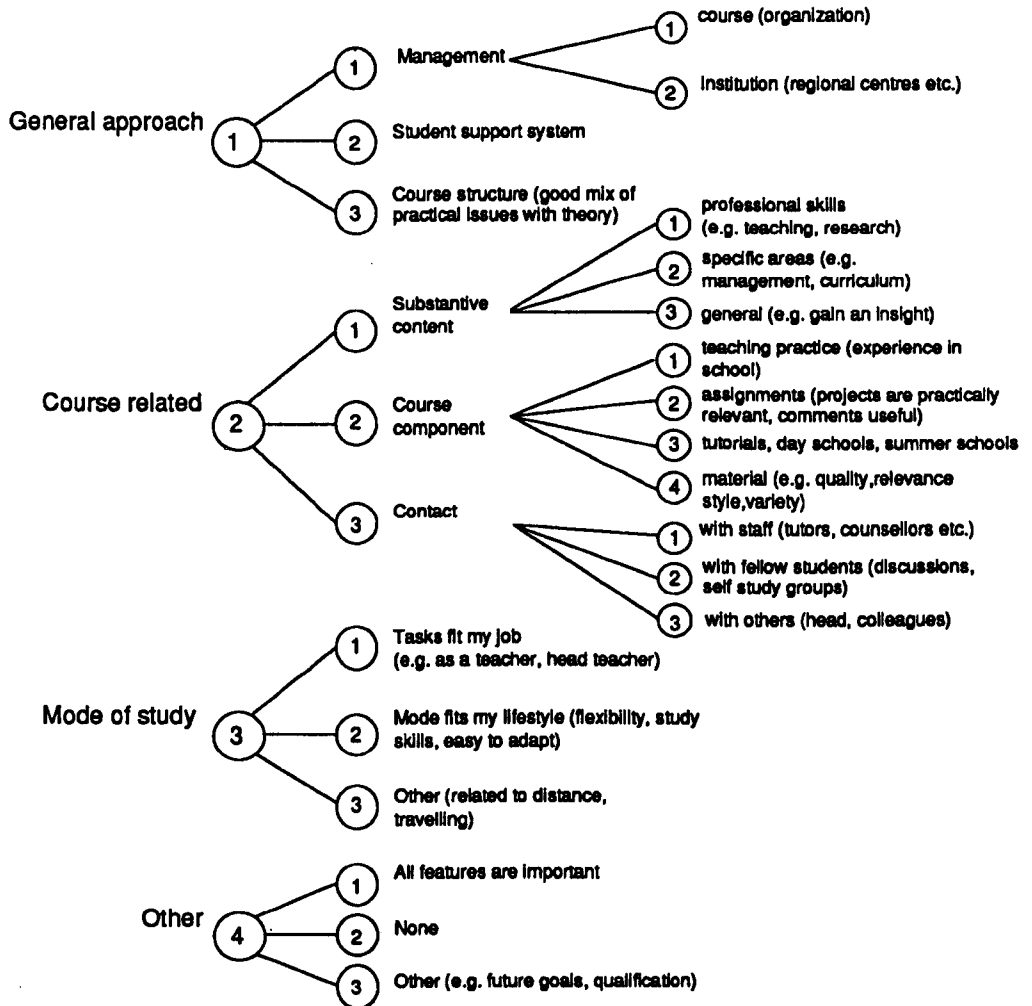 General approach
1
1
Management
1
course (organization)
2
Institution (regional centres etc.)
2
Student support system
3
Course structure (good mix of
practical issues with theory)
Course related
2
1
Substantive
content
1
professional skills
(e.g. teaching, research)
2
specific areas (e.g.
management, curriculum)
3
general (e.g. gain an insight)
2
Course
component
1
teaching practice (experience in
school)
2
assignments (projects are practically
relevant, comments useful)
3
tutorials, day schools, summer schools
4
material (e.g. quality,relevance
style,variety)
3
Contact
1
with staff (tutors, counsellors etc.)
2
with fellow students (discussions,
self study groups)
3
with others (head, colleagues)
Mode of study
3
1
Tasks fit my job
(e.g. as a teacher, head teacher)
2
Mode fits my lifestyle (flexibility, study
skills, easy to adapt)
3
Other (related to distance,
travelling)
Other
4
1
All features are important
2
None
3
Other (e.g. future goals, qualification)